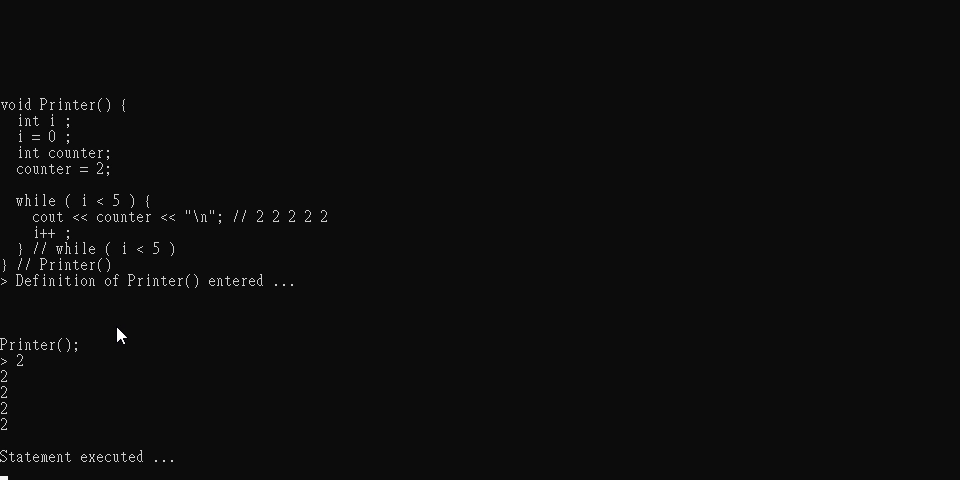 void Printer() {
  int i ;
  i = 0 ;
  int counter;
  counter = 2;
  while ( i < 5 ) {
    cout << counter << "\n"; // 2 2 2 2 2
    i++ ;
  } // while ( i < 5 )
} // Printer()
> Definition of Printer() entered ...
Printer();
> 2
2
2
2
2
Statement executed ...